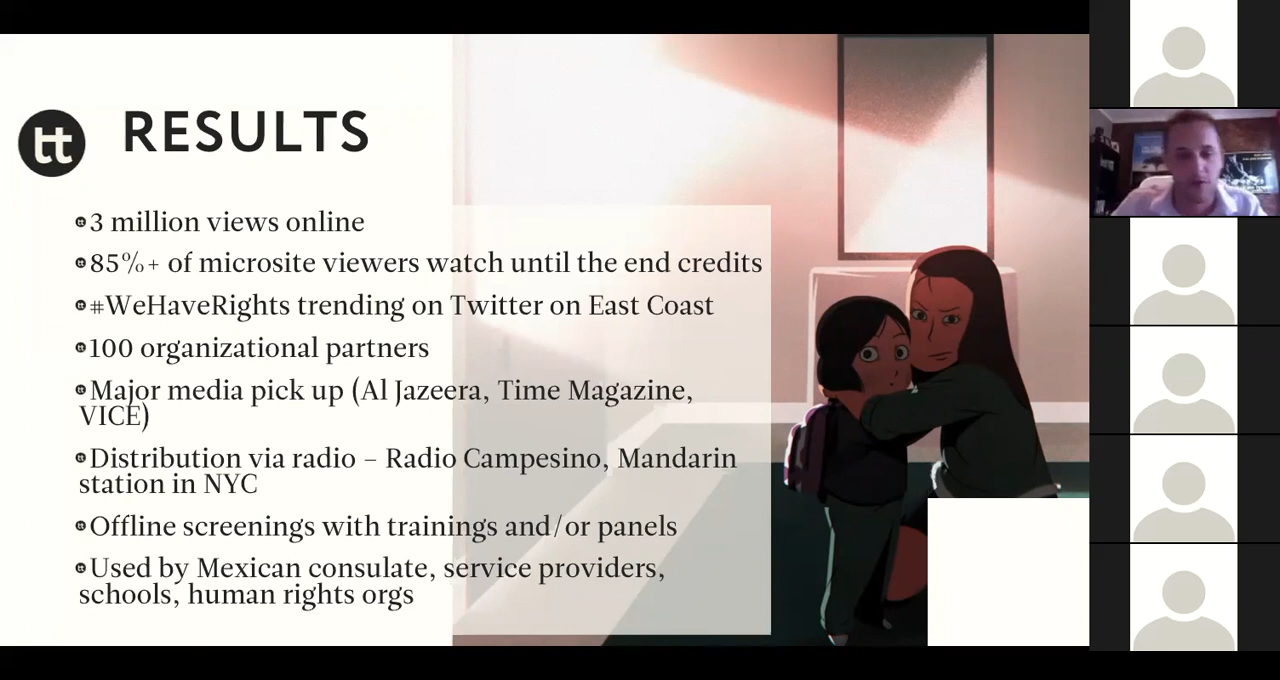 tt
RESULTS
3 million views online
85%+ of microsite viewers watch until the end credits
#WeHaveRights trending on Twitter on East Coast
100 organizational partners
Major media pick up (Al Jazeera, Time Magazine,
VICE)
Distribution via radio – Radio Campesino, Mandarin
station in NYC
Offline screenings with trainings and/or panels
Used by Mexican consulate, service providers,
schools, human rights orgs